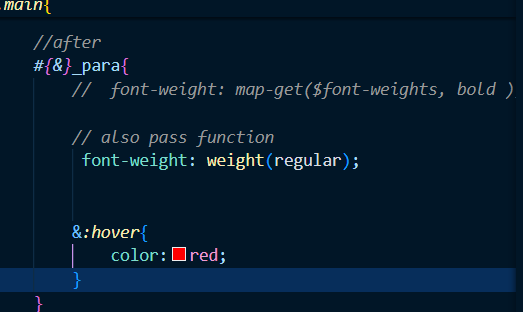 .main{
//after
#{&}_para{
//  font-weight: map-get($font-weights, bold )
// also pass function
font-weight: weight(regular);
&:hover{
color: red;
}
}